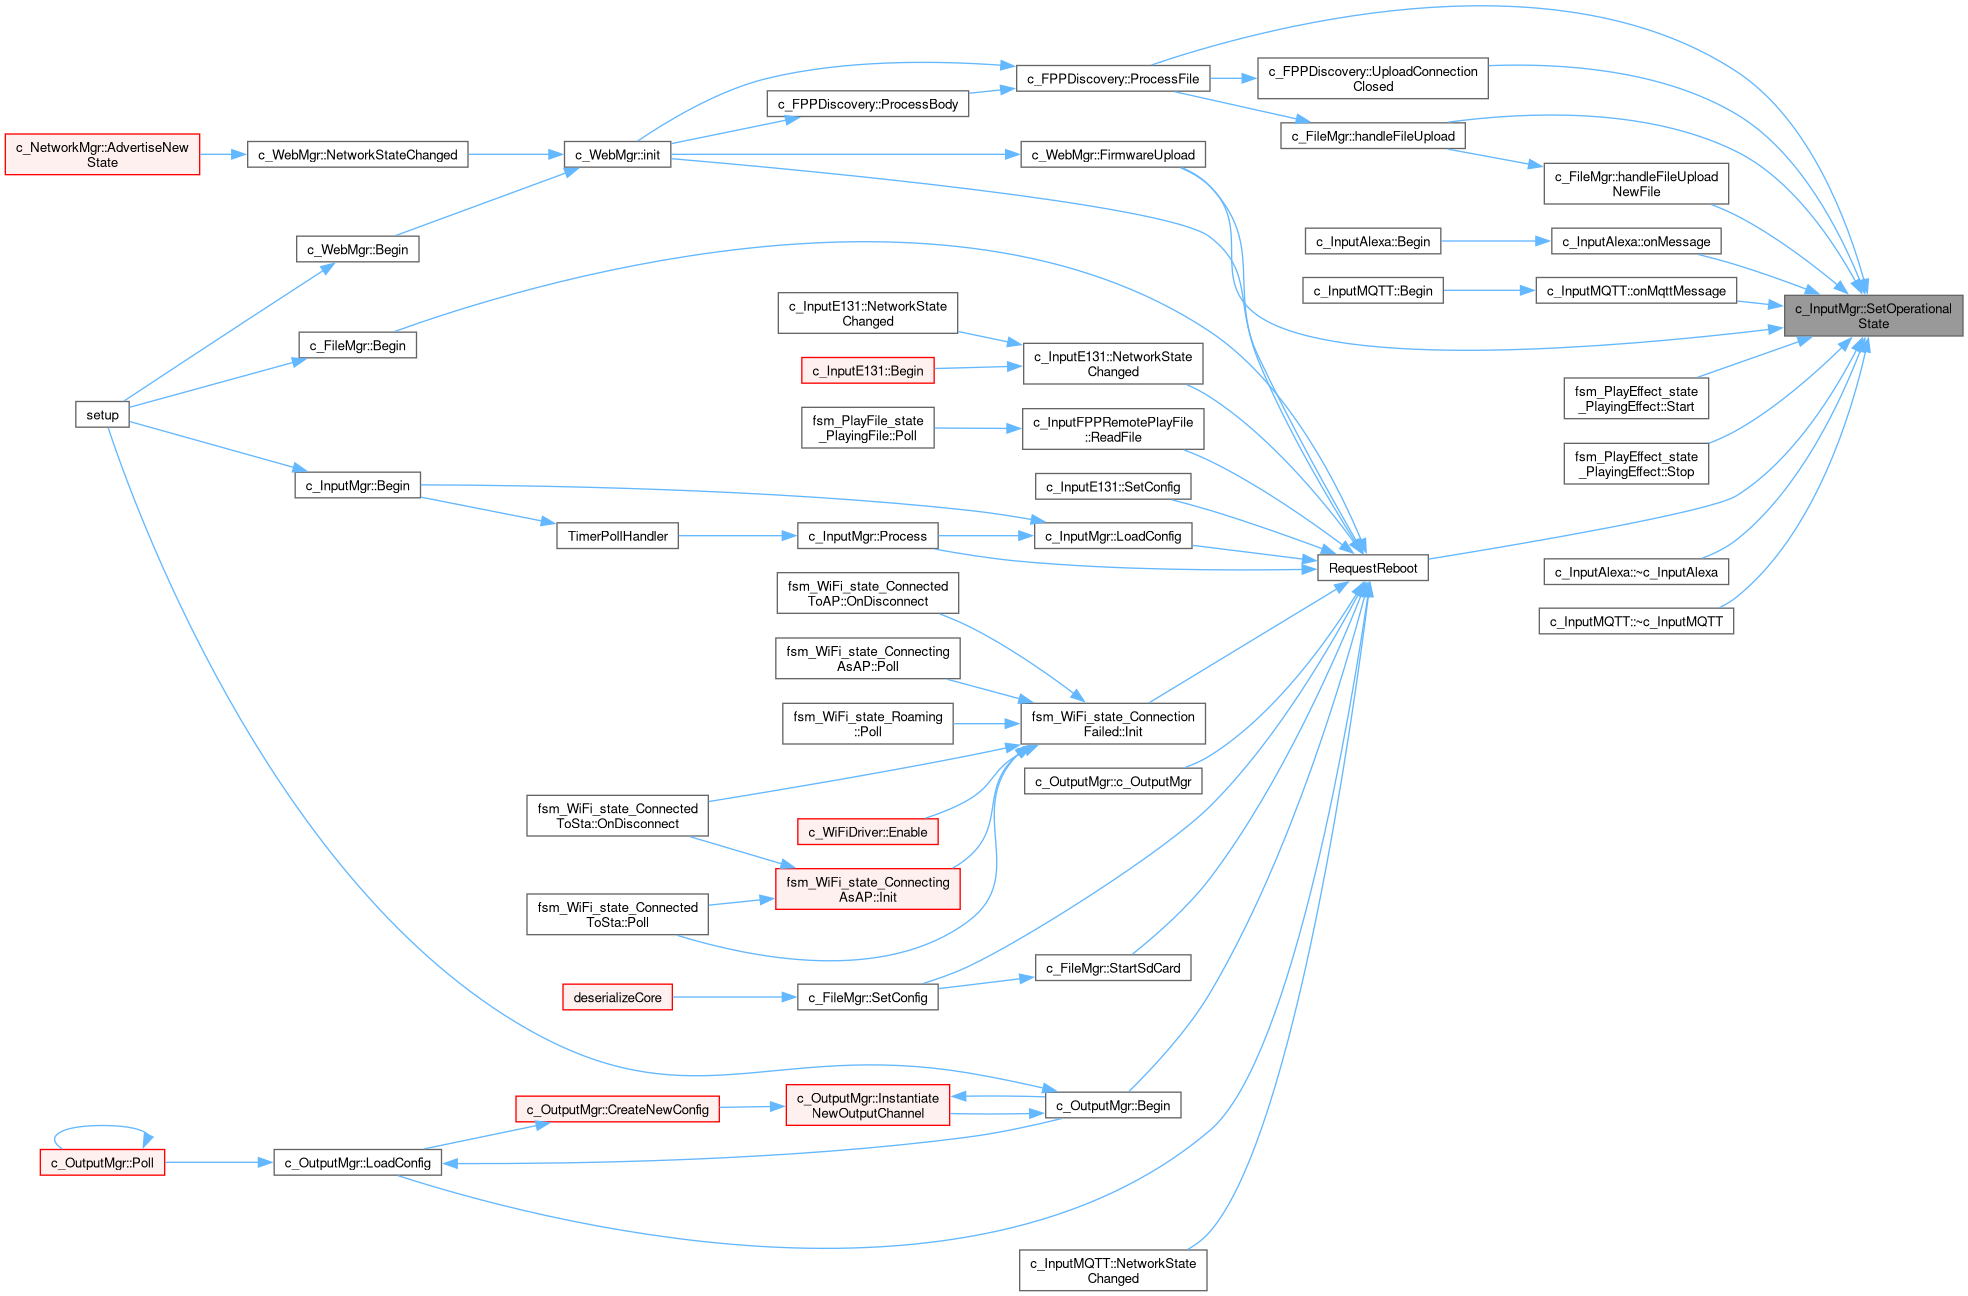 c_FPPDiscovery::ProcessFile
c_FPPDiscovery::UploadConnection
Closed
c_FPPDiscovery::ProcessBody
c_FileMgr::handleFileUpload
c_NetworkMgr::AdvertiseNew
State
c_WebMgr::NetworkStateChanged
c_WebMgr::init
c_WebMgr::FirmwareUpload
c_FileMgr::handleFileUpload
NewFile
c_InputAlexa::Begin
c_InputAlexa::onMessage
c_WebMgr::Begin
c_InputMQTT::Begin
c_InputMQTT::onMqttMessage
c_InputMgr::SetOperational
State
c_InputE131::NetworkState
Changed
c_FileMgr::Begin
c_InputE131::NetworkState
Changed
c_InputE131::Begin
fsm_PlayEffect_state
_PlayingEffect::Start
setup
fsm_PlayFile_state
_PlayingFile::Poll
c_InputFPPRemotePlayFile
::ReadFile
fsm_PlayEffect_state
_PlayingEffect::Stop
c_InputMgr::Begin
c_InputE131::SetConfig
TimerPollHandler
c_InputMgr::Process
c_InputMgr::LoadConfig
RequestReboot
c_InputAlexa::~c_InputAlexa
fsm_WiFi_state_Connected
ToAP::OnDisconnect
c_InputMQTT::~c_InputMQTT
fsm_WiFi_state_Connecting
AsAP::Poll
fsm_WiFi_state_Roaming
::Poll
fsm_WiFi_state_Connection
Failed::Init
c_OutputMgr::c_OutputMgr
fsm_WiFi_state_Connected
ToSta::OnDisconnect
c_WiFiDriver::Enable
fsm_WiFi_state_Connecting
AsAP::Init
fsm_WiFi_state_Connected
ToSta::Poll
c_FileMgr::StartSdCard
deserializeCore
c_FileMgr::SetConfig
c_OutputMgr::CreateNewConfig
c_OutputMgr::Instantiate
NewOutputChannel
c_OutputMgr::Begin
c_OutputMgr::Poll
c_OutputMgr::LoadConfig
c_InputMQTT::NetworkState
Changed